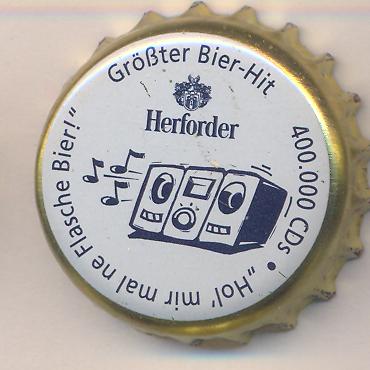 Größter Bier-Hit
400.000 CDs • „Hol' mir mal ne Flasche Bier!“
Herforder